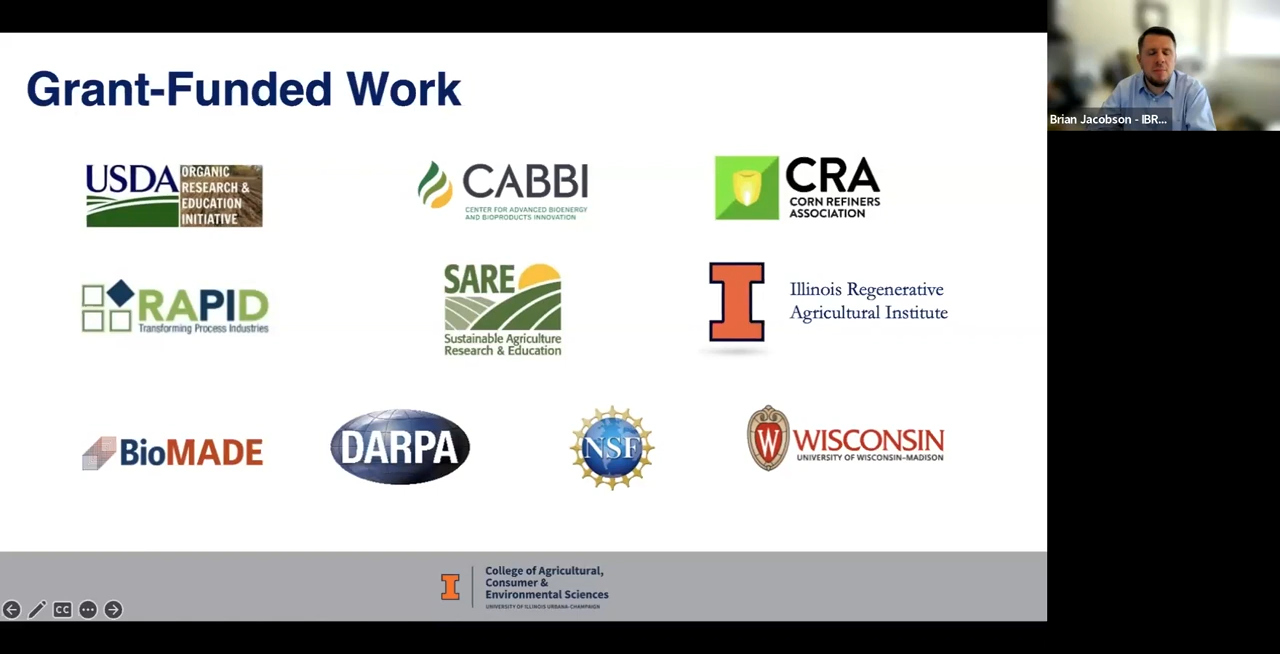 Grant-Funded Work
Brian Jacobson - IBR...
USDA
ORGANIC
RESEARCH &
EDUCATION
INITIATIVE
CABBI
CENTER FOR ADVANCED BIOENERGY
AND BIOPRODUCTS INNOVATION
CRA
CORN REFINERS
ASSOCIATION
RAPID
Transforming Process Industries
SARE
Sustainable Agriculture
Research & Education
I
Illinois Regenerative
Agricultural Institute
BioMADE
DARPA
NSF
W
WISCONSIN
UNIVERSITY OF WISCONSIN–MADISON
I
College of Agricultural,
Consumer &
Environmental Sciences
UNIVERSITY OF ILLINOIS URBANA-CHAMPAIGN
CC